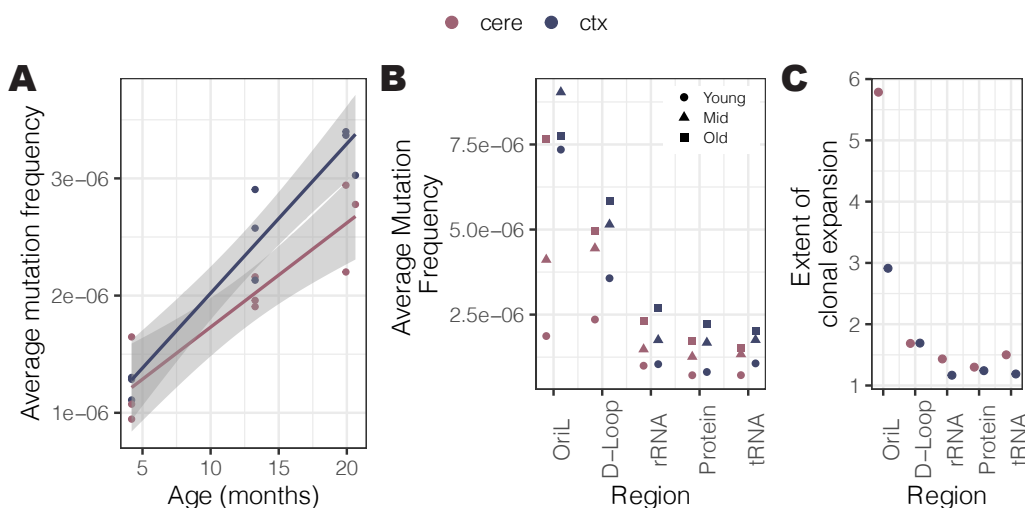 cere ctx
A
Average mutation frequency
3e−06
2e−06
1e−06
5 10 15 20
Age (months)
B
Average Mutation
Frequency
7.5e−06
5.0e−06
2.5e−06
Young
Mid
Old
OriL
D−Loop
rRNA
Protein
tRNA
Region
C
Extent of
clonal expansion
6
5
4
3
2
1
OriL
D−Loop
rRNA
Protein
tRNA
Region